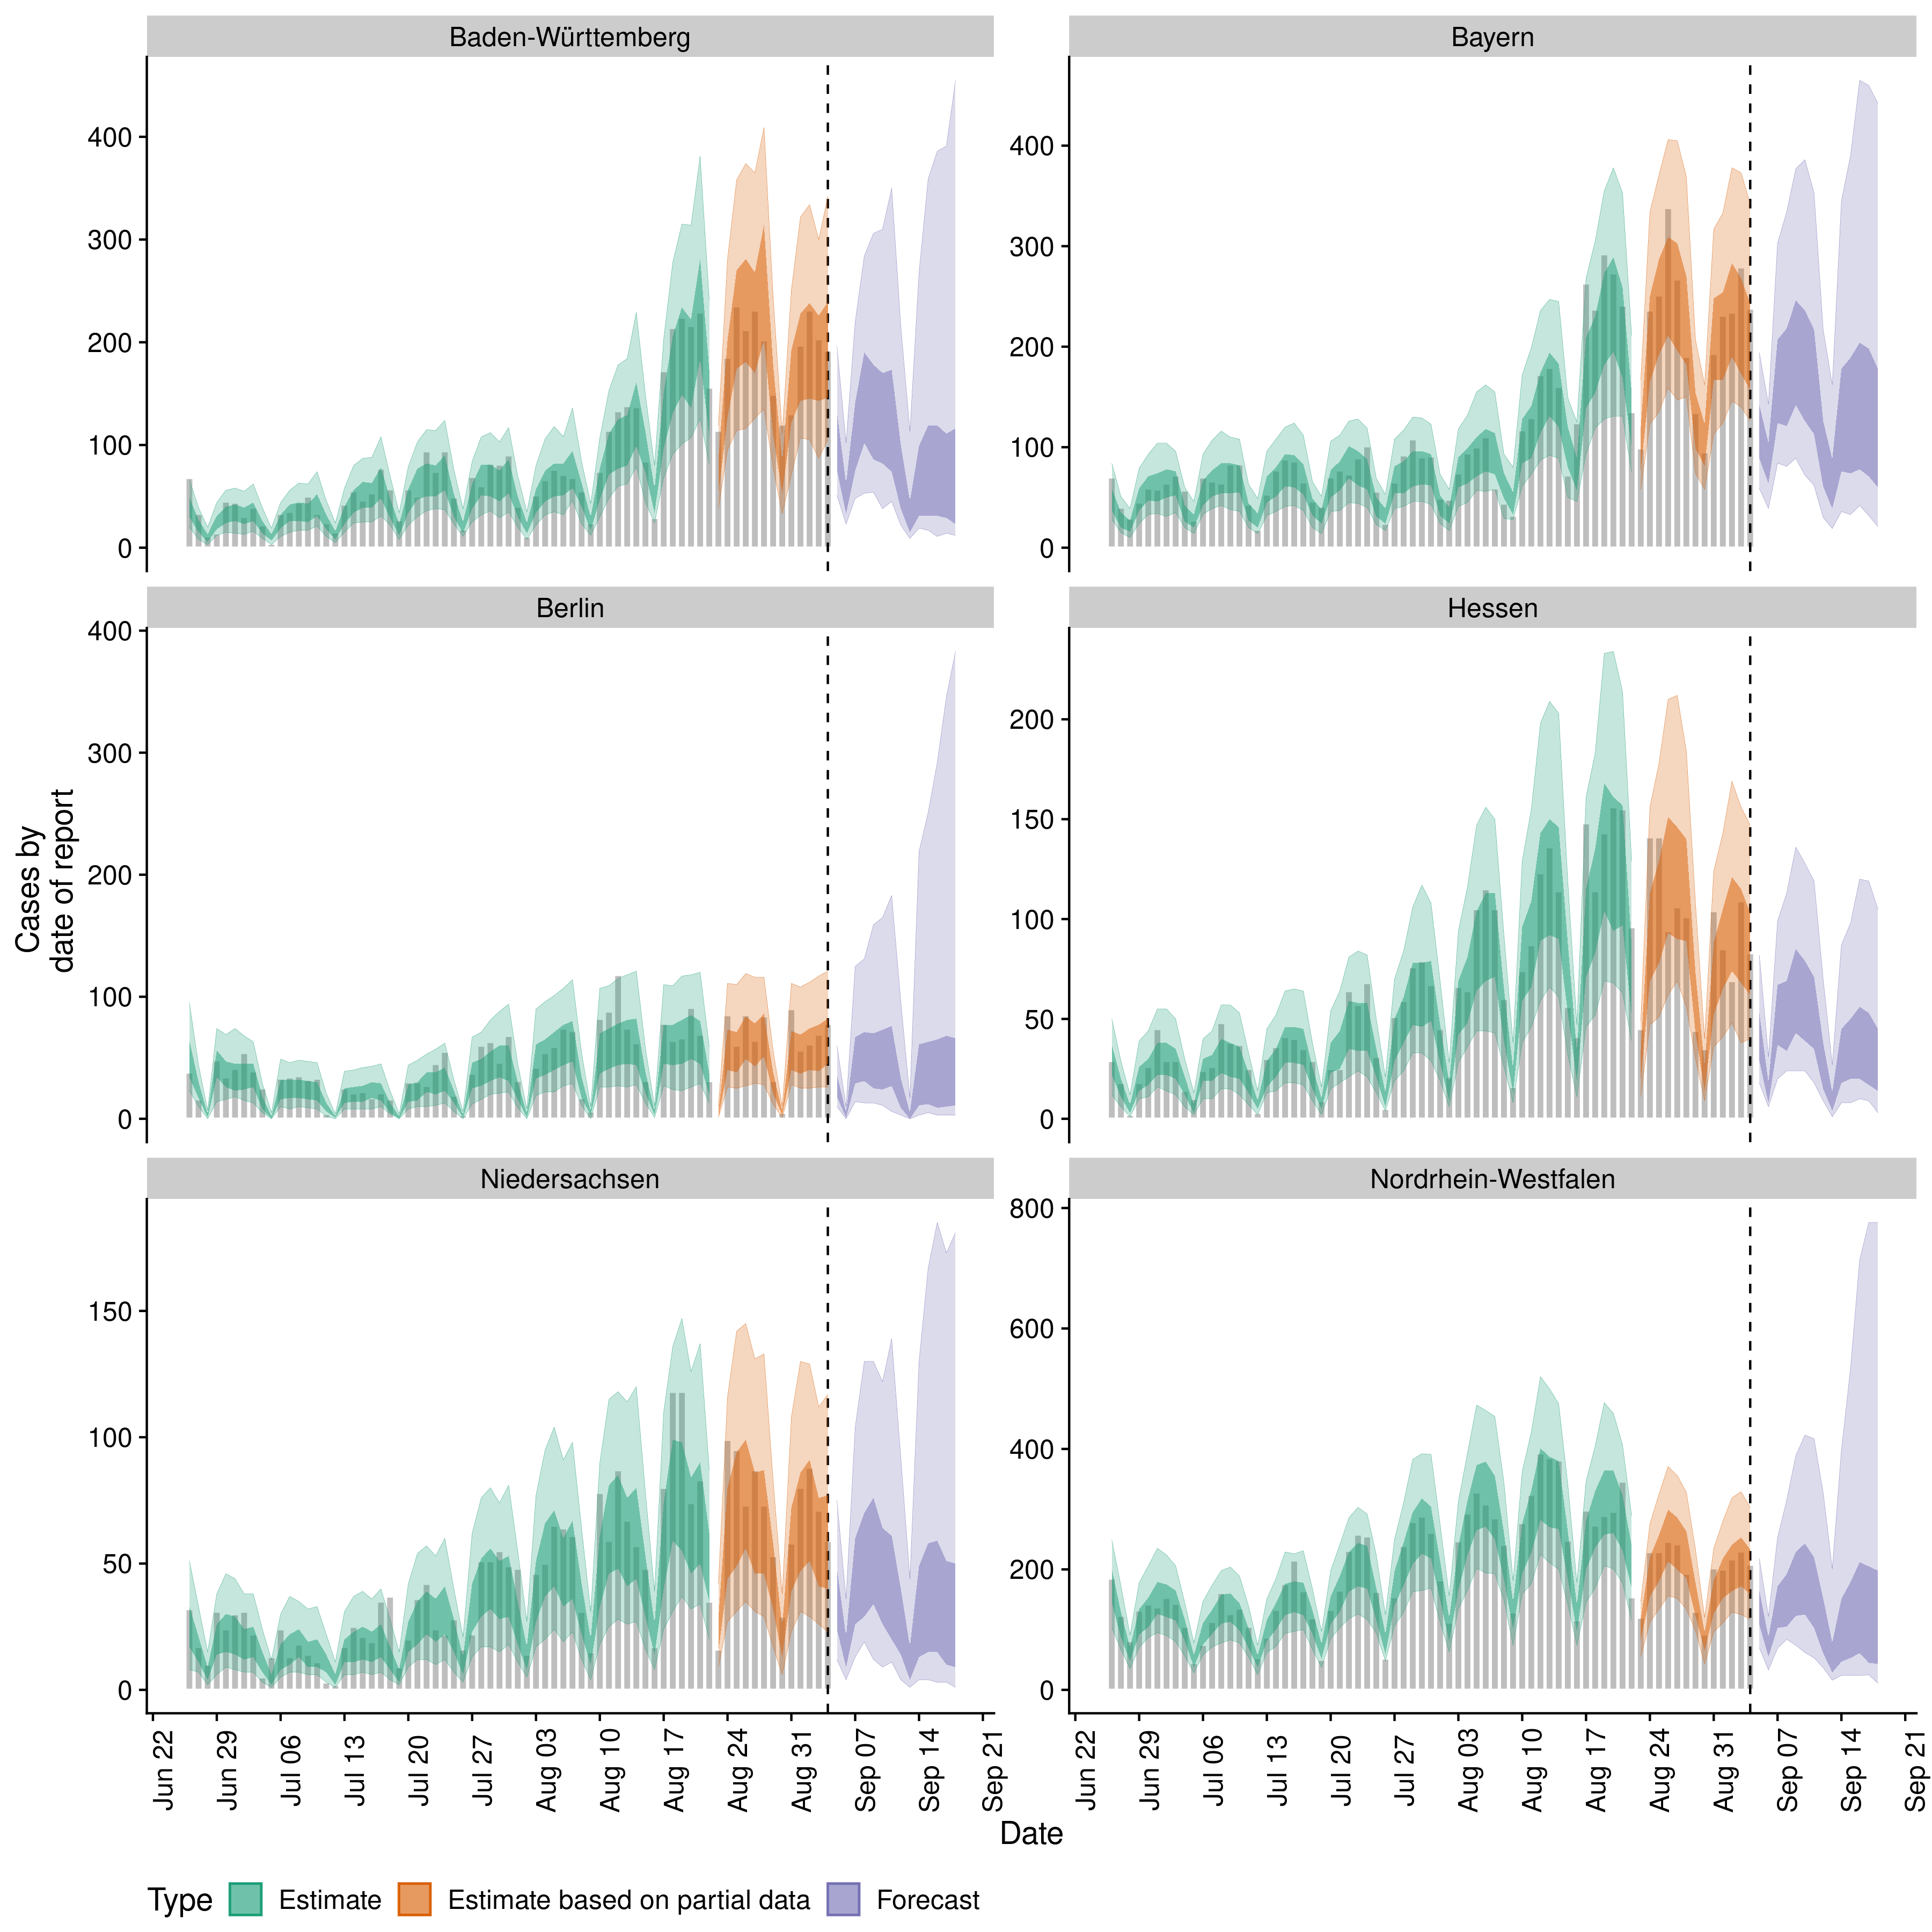 Baden-Württemberg
Bayern
400
300
200
100
0
400
300
200
100
0
Berlin
Hessen
400
300
200
100
0
200
150
100
50
0
Cases by
date of report
Niedersachsen
Nordrhein-Westfalen
150
100
50
0
800
600
400
200
0
Jun 22
Jun 29
Jul 06
Jul 13
Jul 20
Jul 27
Aug 03
Aug 10
Aug 17
Aug 24
Aug 31
Sep 07
Sep 14
Sep 21
Jun 22
Jun 29
Jul 06
Jul 13
Jul 20
Jul 27
Aug 03
Aug 10
Aug 17
Aug 24
Aug 31
Sep 07
Sep 14
Sep 21
Date
Type Estimate Estimate based on partial data Forecast